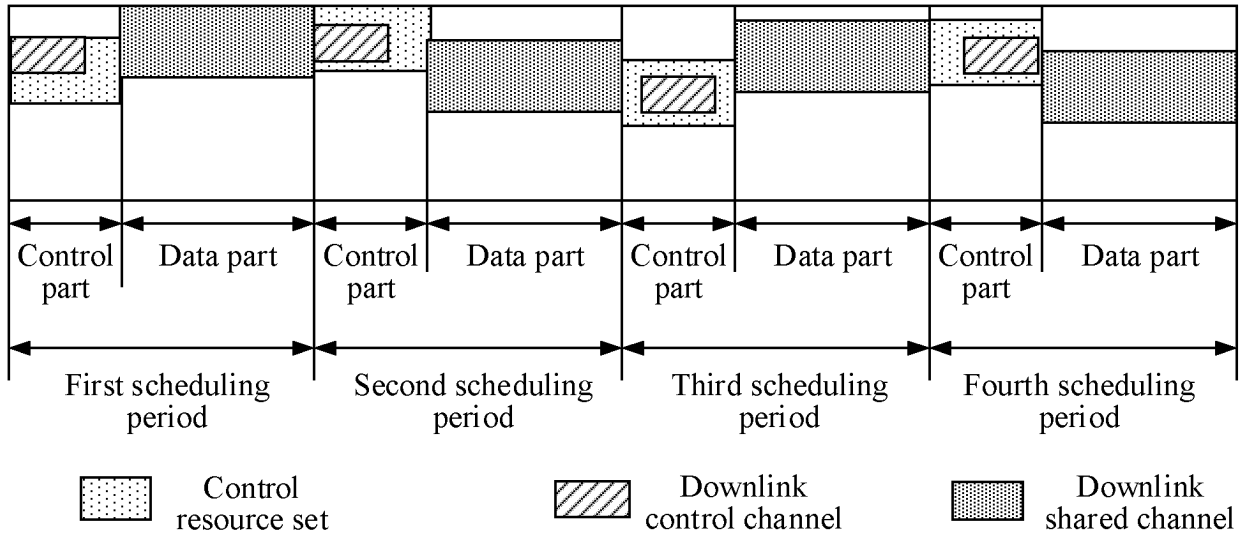 Control
part
Data part
Control
part
Data part
Control
part
Data part
Control
part
Data part
First scheduling
period
Second scheduling
period
Third scheduling
period
Fourth scheduling
period
Control
resource set
Downlink
control channel
Downlink
shared channel